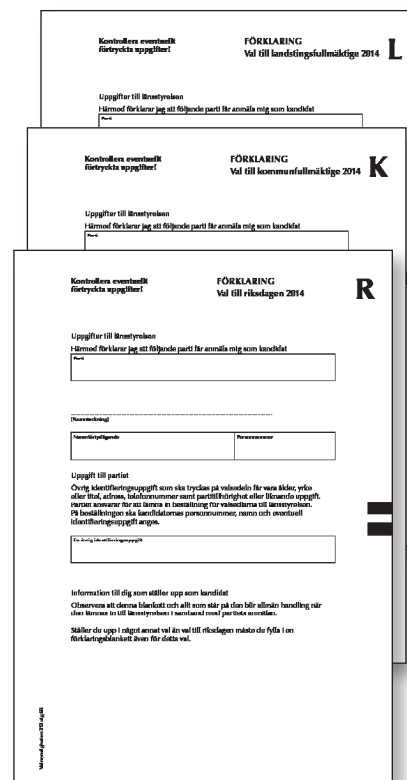 Kontrollera eventuellt
förtryckta uppgifter!
FÖRKLARING
Val till landstingsfullmäktige 2014
L
Uppgifter till länsstyrelsen
Härmed förklarar jag att följande parti får anmäla mig som kandidat
Parti
Kontrollera eventuellt
förtryckta uppgifter!
FÖRKLARING
Val till kommunfullmäktige 2014
K
Uppgifter till länsstyrelsen
Härmed förklarar jag att följande parti får anmäla mig som kandidat
Parti
Kontrollera eventuellt
förtryckta uppgifter!
FÖRKLARING
Val till riksdagen 2014
R
Uppgifter till länsstyrelsen
Härmed förklarar jag att följande parti får anmäla mig som kandidat
Parti
(Namnteckning)
Namnförtydligande
Personnummer
Uppgift till partiet
Övrig identifieringsuppgift som ska tryckas på valsedeln får vara ålder, yrke
eller titel, adress, telefonnummer samt partitillhörighet eller liknande uppgift.
Partiet ansvarar för att lämna in beställning för valsedlarna till länsstyrelsen.
På beställningen ska kandidaternas personnummer, namn och eventuell
identifieringsuppgift anges.
Ev övrig identifieringsuppgift
Information till dig som ställer upp som kandidat
Observera att denna blankett och allt som står på den blir allmän handling när
den lämnas in till länsstyrelsen i samband med partiets anmälan.
Ställer du upp i något annat val än val till riksdagen måste du fylla i en
förklaringsblankett även för detta val.
Valmyndigheten